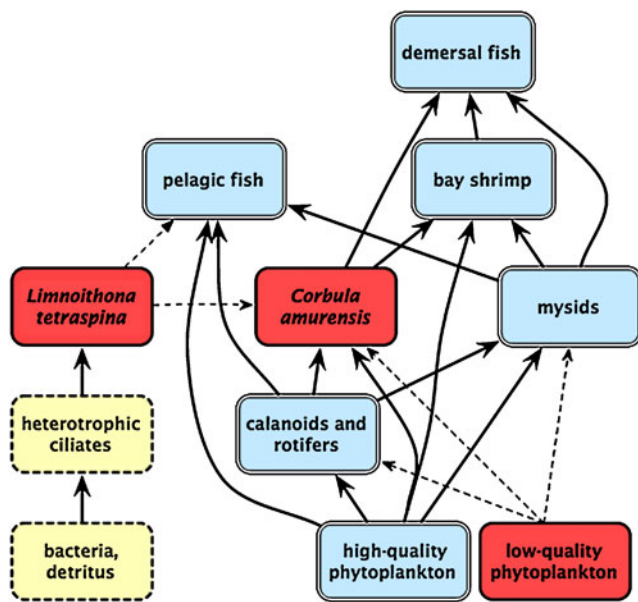 demersal fish
pelagic fish
bay shrimp
Limnoithona
tetraspina
Corbula
amurensis
mysids
heterotrophic
ciliates
calanoids and
rotifers
bacteria,
detritus
high-quality
phytoplankton
low-quality
phytoplankton